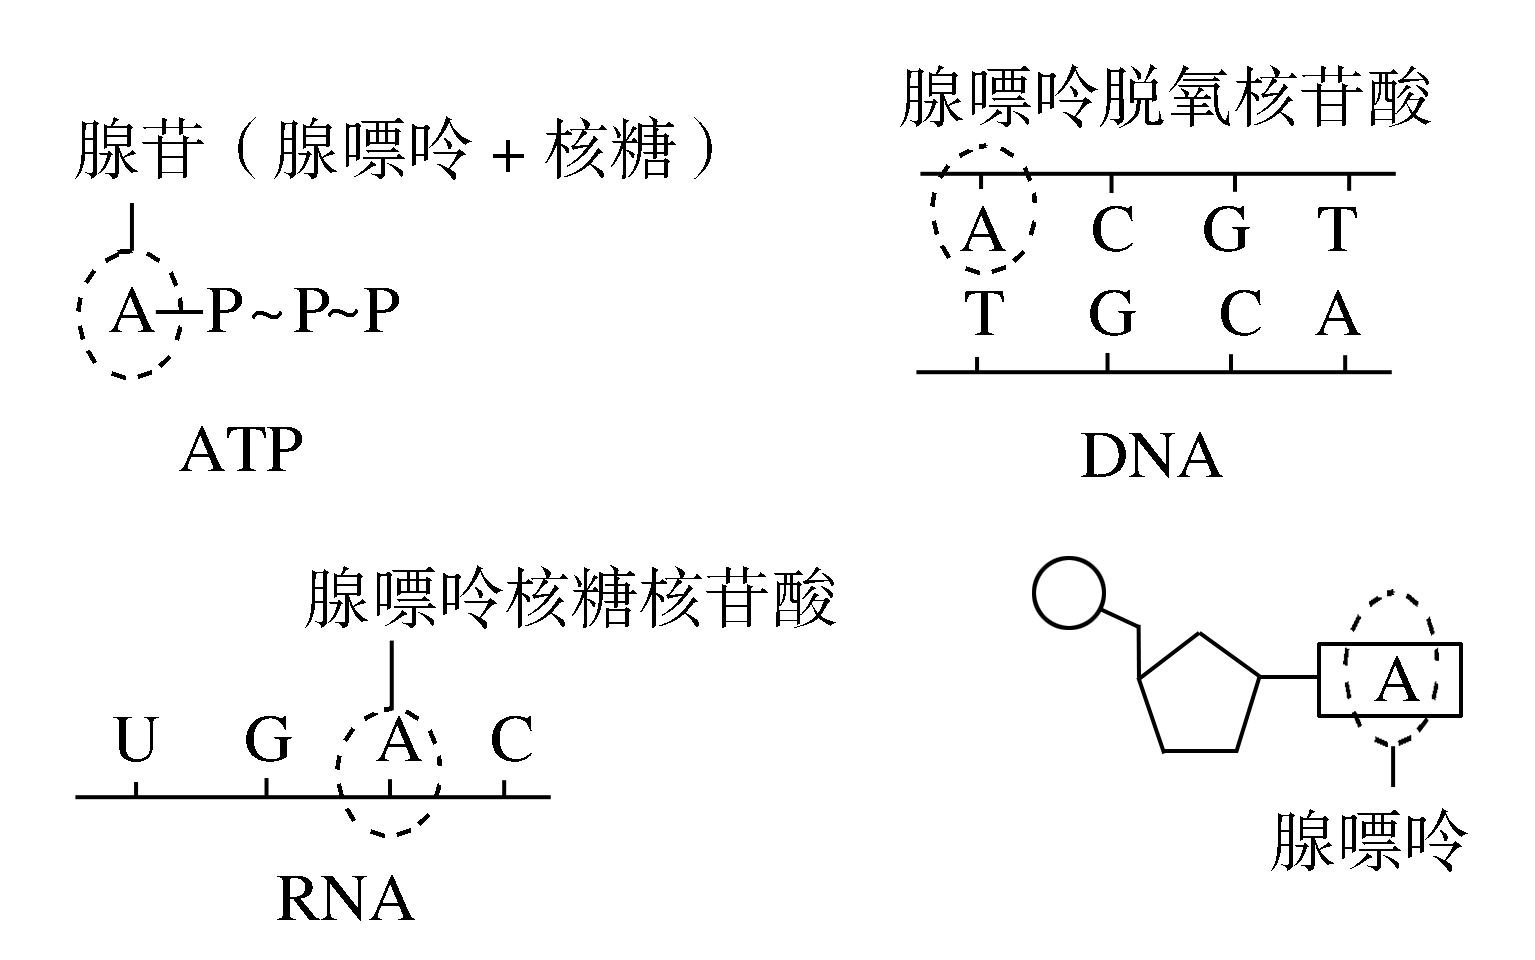 腺苷（腺嘌呤+核糖）
A—P~P~P
ATP
腺嘌呤脱氧核苷酸
A C G T
T G C A
DNA
腺嘌呤核糖核苷酸
U G A C
RNA
A
腺嘌呤